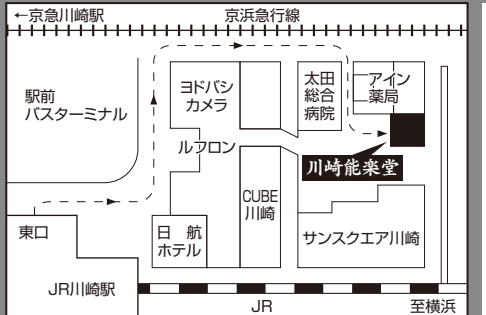 ←京急川崎駅
京浜急行線
駅前
バスターミナル
ヨドバシ
カメラ
太田
総合
病院
アイン
薬局
ルフロン
川崎能楽堂
CUBE
川崎
東口
日航
ホテル
サンスクエア川崎
JR川崎駅
JR
至横浜